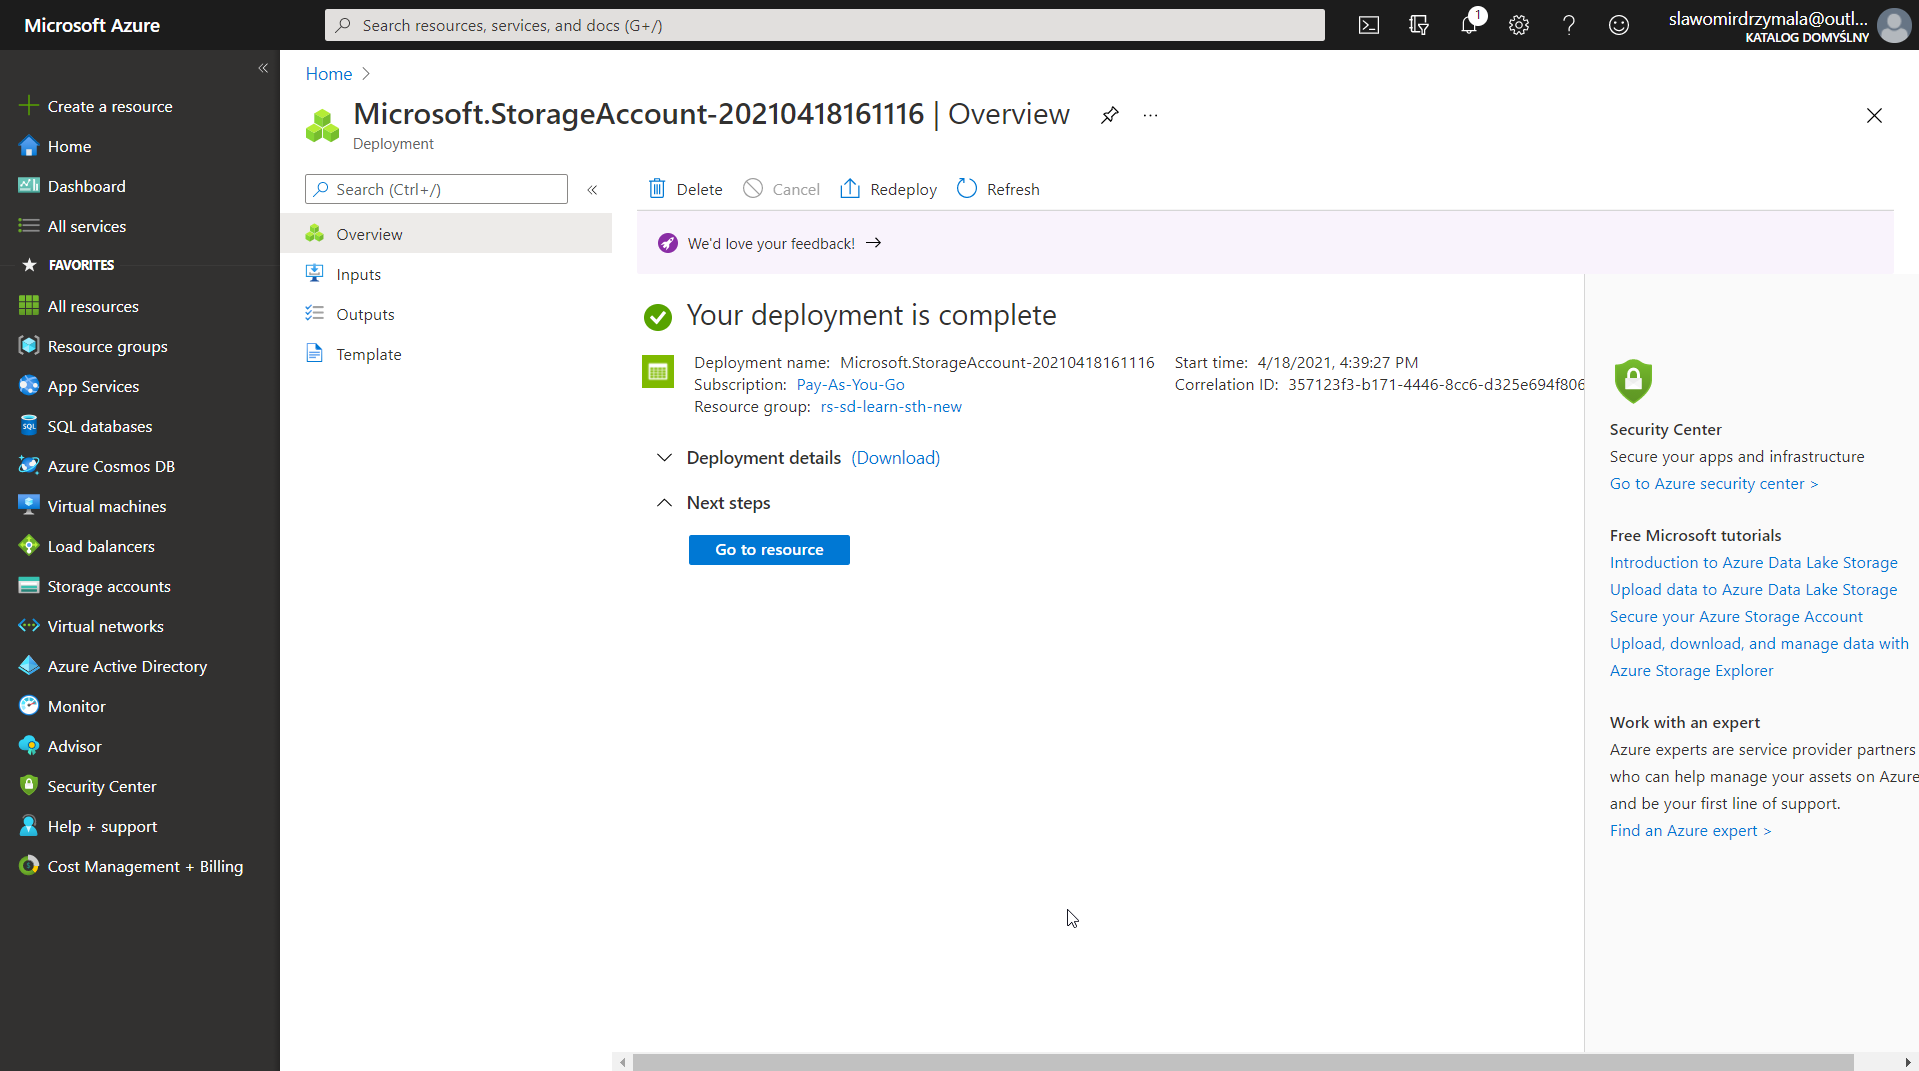 Microsoft Azure
Search resources, services, and docs (G+/)
1
slawomirdrzymala@outl...
KATALOG DOMYŚLNY
Create a resource
Home
Dashboard
All services
FAVORITES
All resources
Resource groups
App Services
SQL databases
Azure Cosmos DB
Virtual machines
Load balancers
Storage accounts
Virtual networks
Azure Active Directory
Monitor
Advisor
Security Center
Help + support
Cost Management + Billing
Home
Microsoft.StorageAccount-20210418161116 | Overview
Deployment
Search (Ctrl+/)
Overview
Inputs
Outputs
Template
Delete
Cancel
Redeploy
Refresh
We'd love your feedback! →
Your deployment is complete
Deployment name: Microsoft.StorageAccount-20210418161116
Subscription: Pay-As-You-Go
Resource group: rs-sd-learn-sth-new
Start time: 4/18/2021, 4:39:27 PM
Correlation ID: 357123f3-b171-4446-8cc6-d325e694f806
Deployment details (Download)
Next steps
Go to resource
Security Center
Secure your apps and infrastructure
Go to Azure security center >
Free Microsoft tutorials
Introduction to Azure Data Lake Storage
Upload data to Azure Data Lake Storage
Secure your Azure Storage Account
Upload, download, and manage data with
Azure Storage Explorer
Work with an expert
Azure experts are service provider partners
who can help manage your assets on Azure
and be your first line of support.
Find an Azure expert >